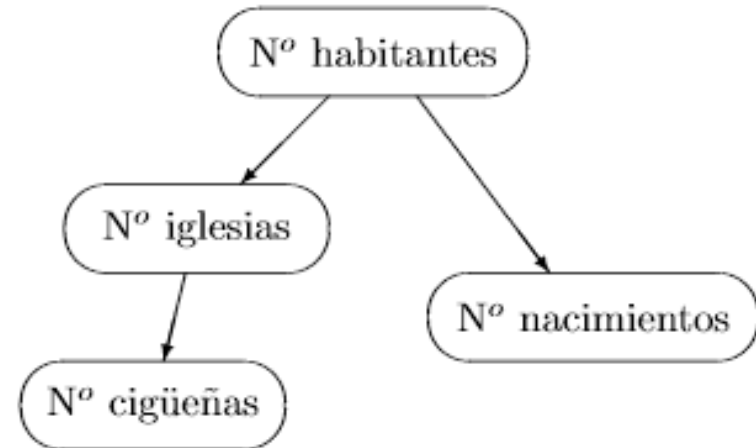 Nº habitantes
Nº iglesias
Nº nacimientos
Nº cigüeñas